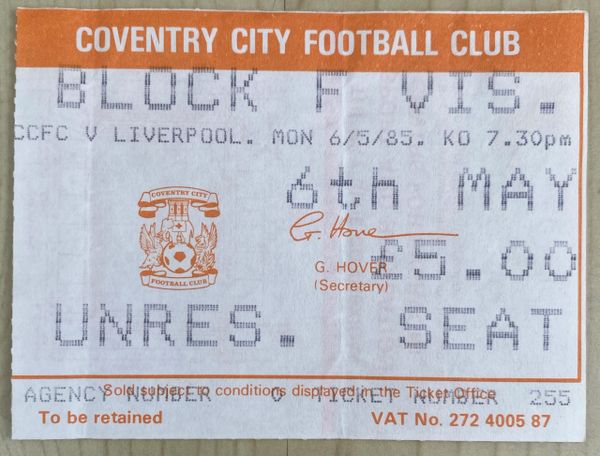 COVENTRY CITY FOOTBALL CLUB
BLOCK F VIS.
CCFC V LIVERPOOL. MON 6/5/85. KO 7.30pm
6th MAY
COVENTRY CITY
FOOTBALL CLUB
G. Hover
G. HOVER £5.00
(Secretary)
UNRES. SEAT
Sold subject to conditions displayed in the Ticket Office
AGENCY NUMBER 0 TICKET NUMBER 255
To be retained VAT No. 272 4005 87